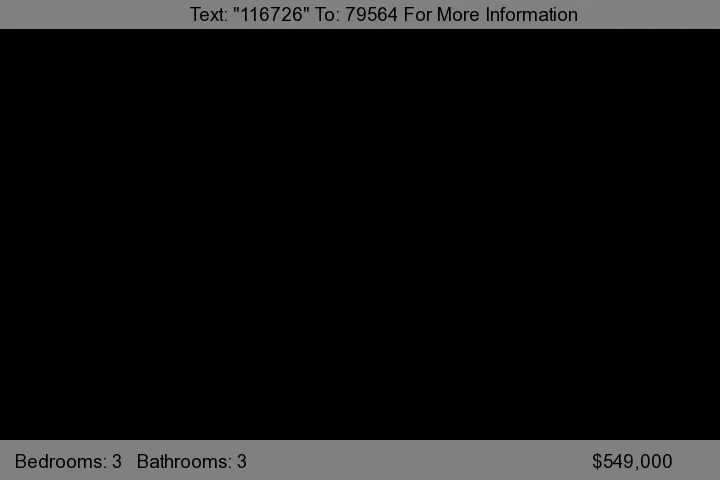 Text: "116726" To: 79564 For More Information
Bedrooms: 3 Bathrooms: 3 $549,000